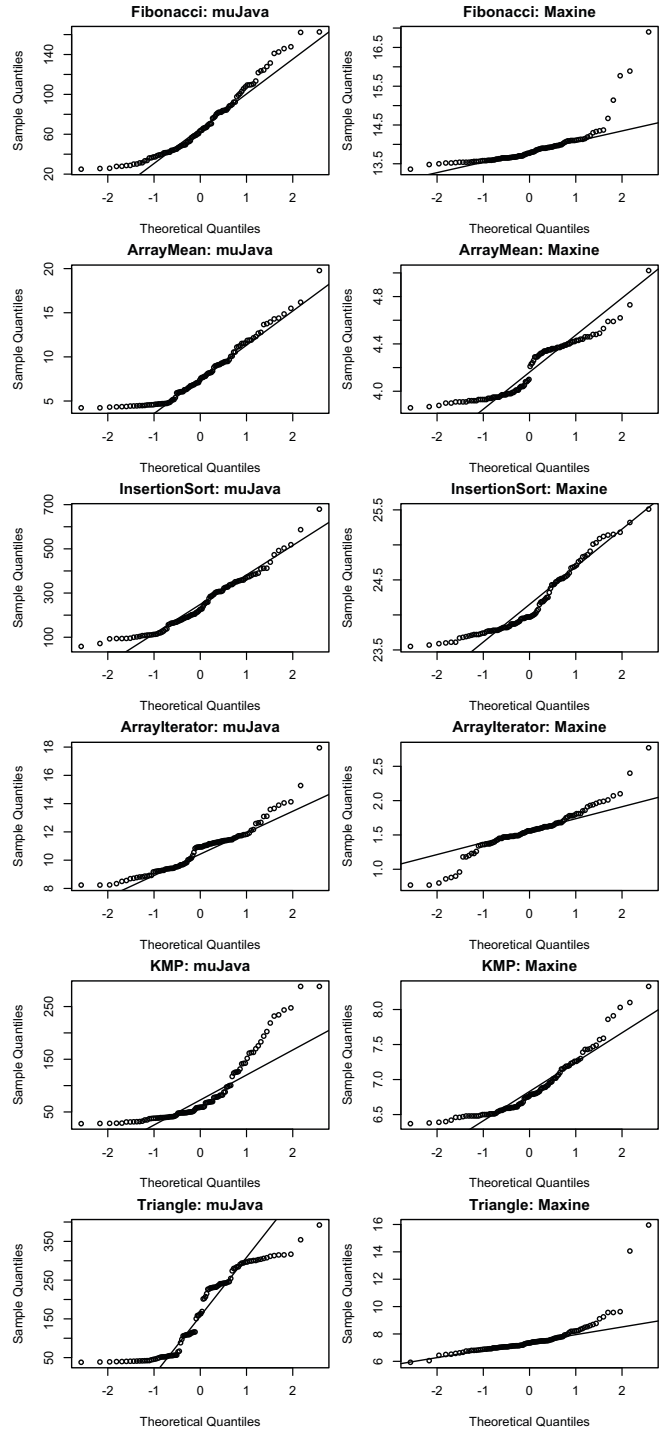 Fibonacci: muJava
Sample Quantiles
140
100
60
20
-2 -1 0 1 2
Theoretical Quantiles
Fibonacci: Maxine
Sample Quantiles
16.5
15.5
14.5
13.5
-2 -1 0 1 2
Theoretical Quantiles
ArrayMean: muJava
Sample Quantiles
20
15
10
5
-2 -1 0 1 2
Theoretical Quantiles
ArrayMean: Maxine
Sample Quantiles
4.8
4.4
4.0
-2 -1 0 1 2
Theoretical Quantiles
InsertionSort: muJava
Sample Quantiles
700
500
300
100
-2 -1 0 1 2
Theoretical Quantiles
InsertionSort: Maxine
Sample Quantiles
25.5
24.5
23.5
-2 -1 0 1 2
Theoretical Quantiles
ArrayIterator: muJava
Sample Quantiles
18
16
14
12
10
8
-2 -1 0 1 2
Theoretical Quantiles
ArrayIterator: Maxine
Sample Quantiles
2.5
2.0
1.5
1.0
-2 -1 0 1 2
Theoretical Quantiles
KMP: muJava
Sample Quantiles
250
150
50
-2 -1 0 1 2
Theoretical Quantiles
KMP: Maxine
Sample Quantiles
8.0
7.5
7.0
6.5
-2 -1 0 1 2
Theoretical Quantiles
Triangle: muJava
Sample Quantiles
350
250
150
50
-2 -1 0 1 2
Theoretical Quantiles
Triangle: Maxine
Sample Quantiles
16
14
12
10
8
6
-2 -1 0 1 2
Theoretical Quantiles